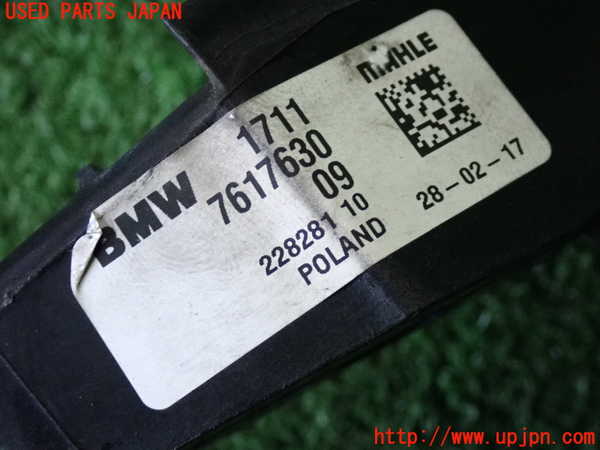 USED PARTS JAPAN
MAHLE
BMW
1711
7617630
09
228281 10
POLAND
28-02-17
http://www.upjpn.com/